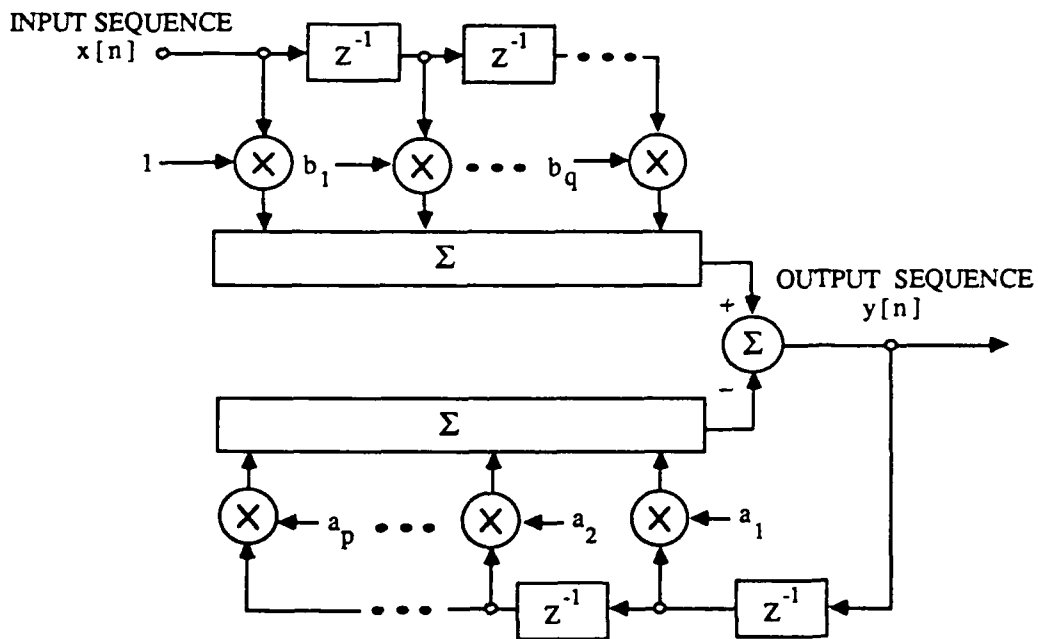 INPUT SEQUENCE
x[n]
z⁻¹
z⁻¹
1
b₁
b_q
Σ
OUTPUT SEQUENCE
y[n]
+
Σ
−
Σ
a_p
a₂
a₁
z⁻¹
z⁻¹